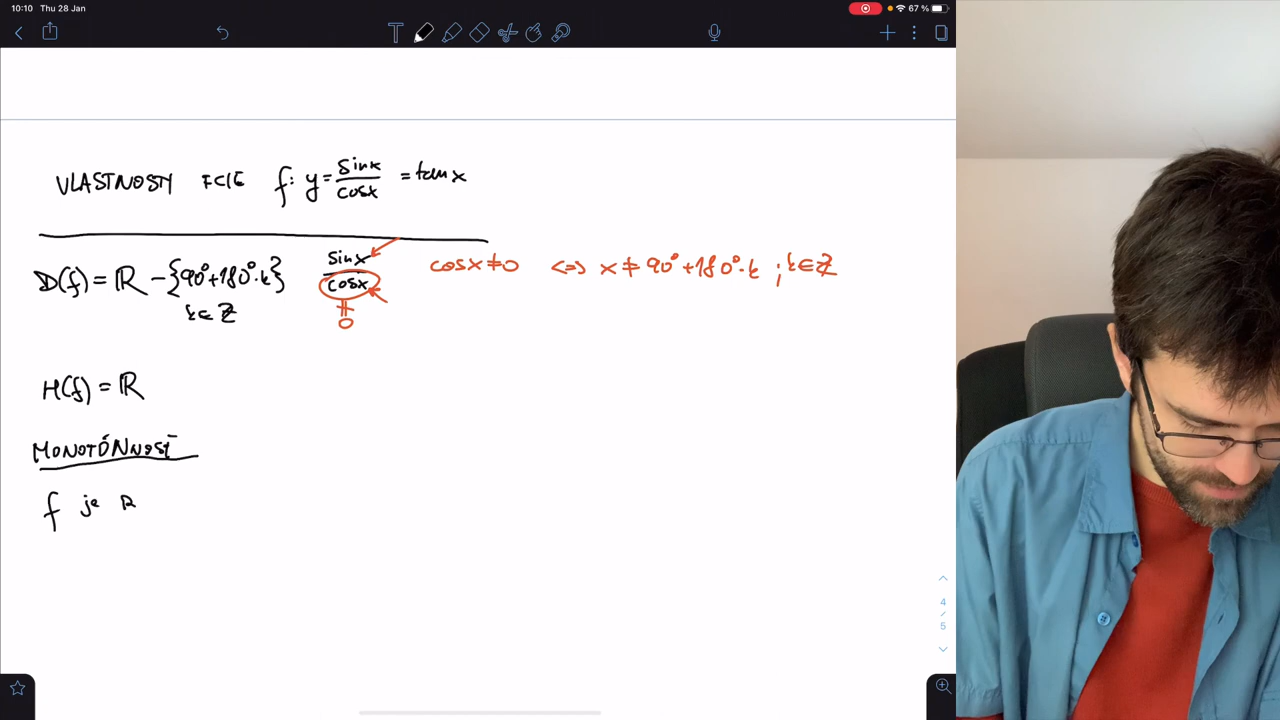 10:10 Thu 28 Jan
67 %
VLASTNOSTI FCIE f: y = sinx/cosx = tan x
D(f) = ℝ - {90°+180°·k} sinx/cosx cosx ≠ 0 <=> x ≠ 90°+180°·k ; k∈ℤ
k∈ℤ ≠ 0
H(f) = ℝ
MONOTÓNNOSŤ
f je R
4
/
5